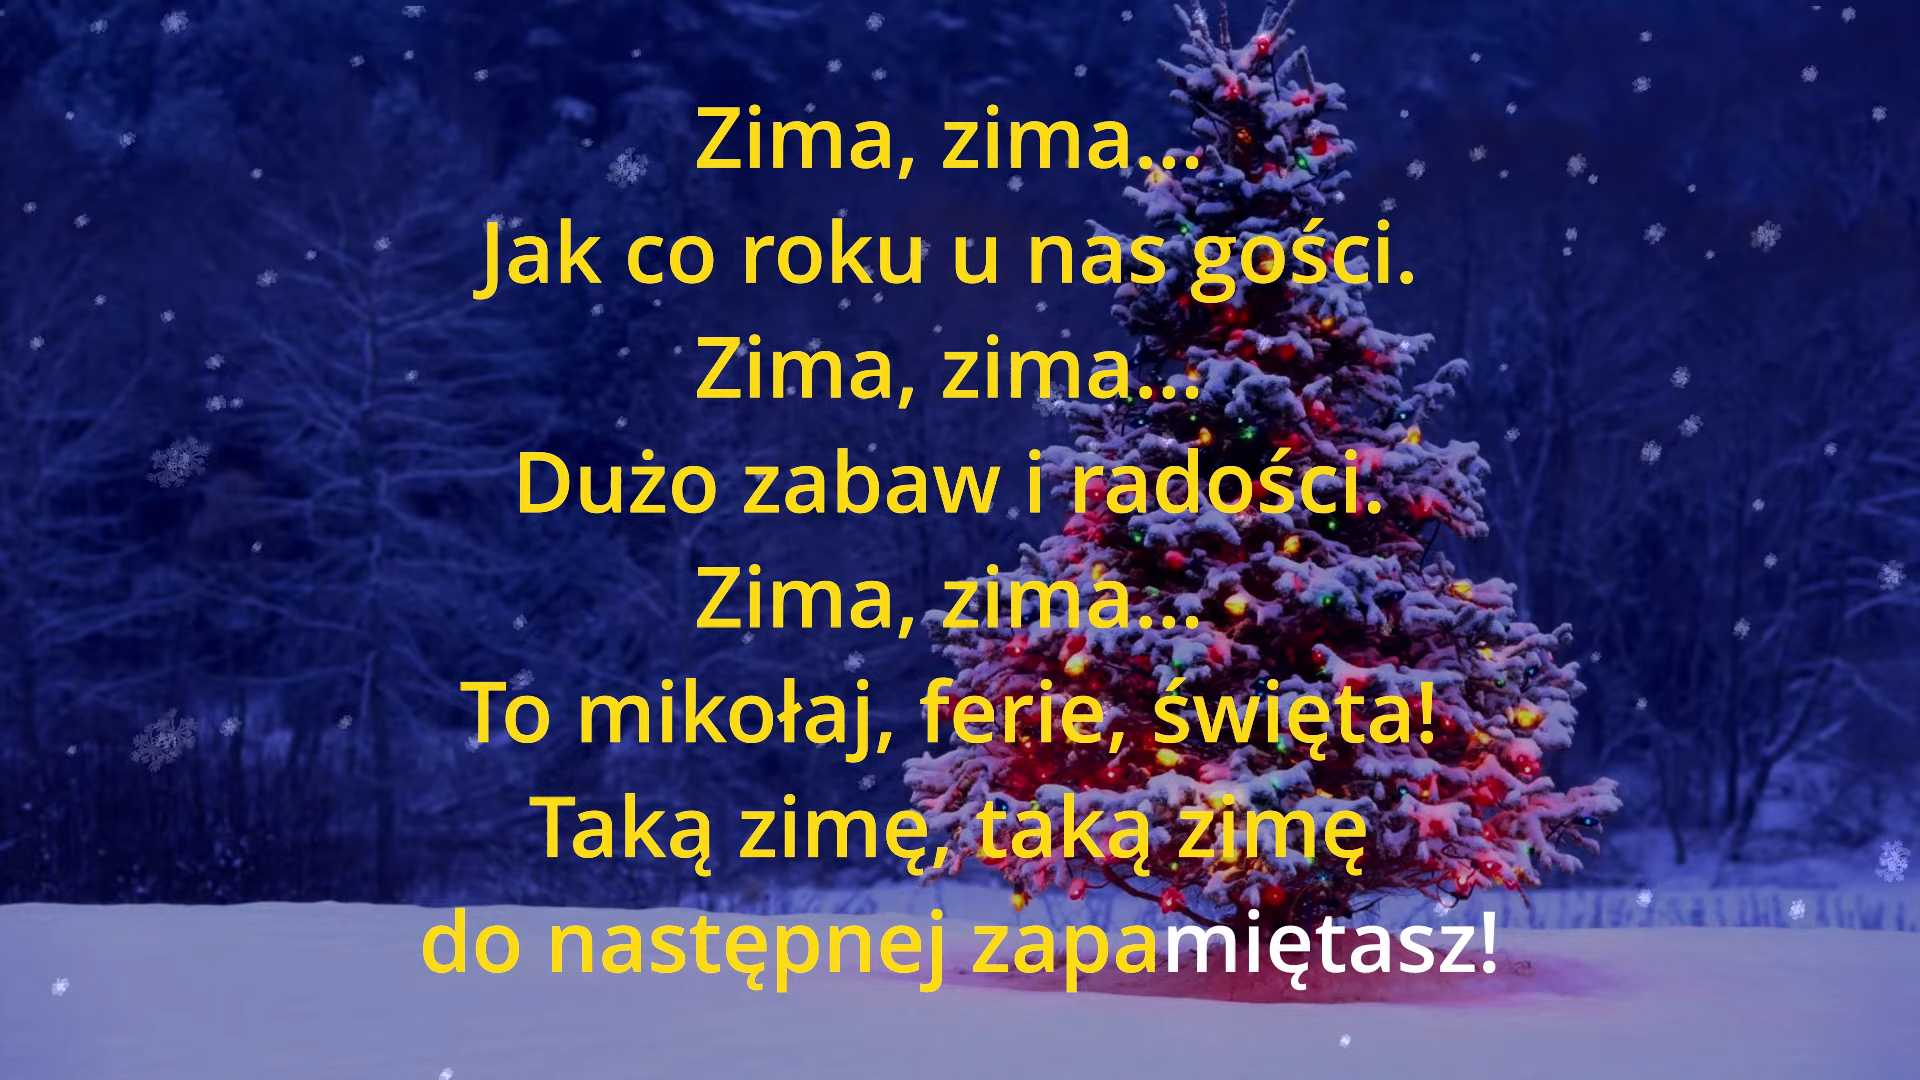 Zima, zima...
Jak co roku u nas gości.
Zima, zima...
Dużo zabaw i radości.
Zima, zima...
To mikołaj, ferie, święta!
Taką zimę, taką zimę
do następnej zapamiętasz!